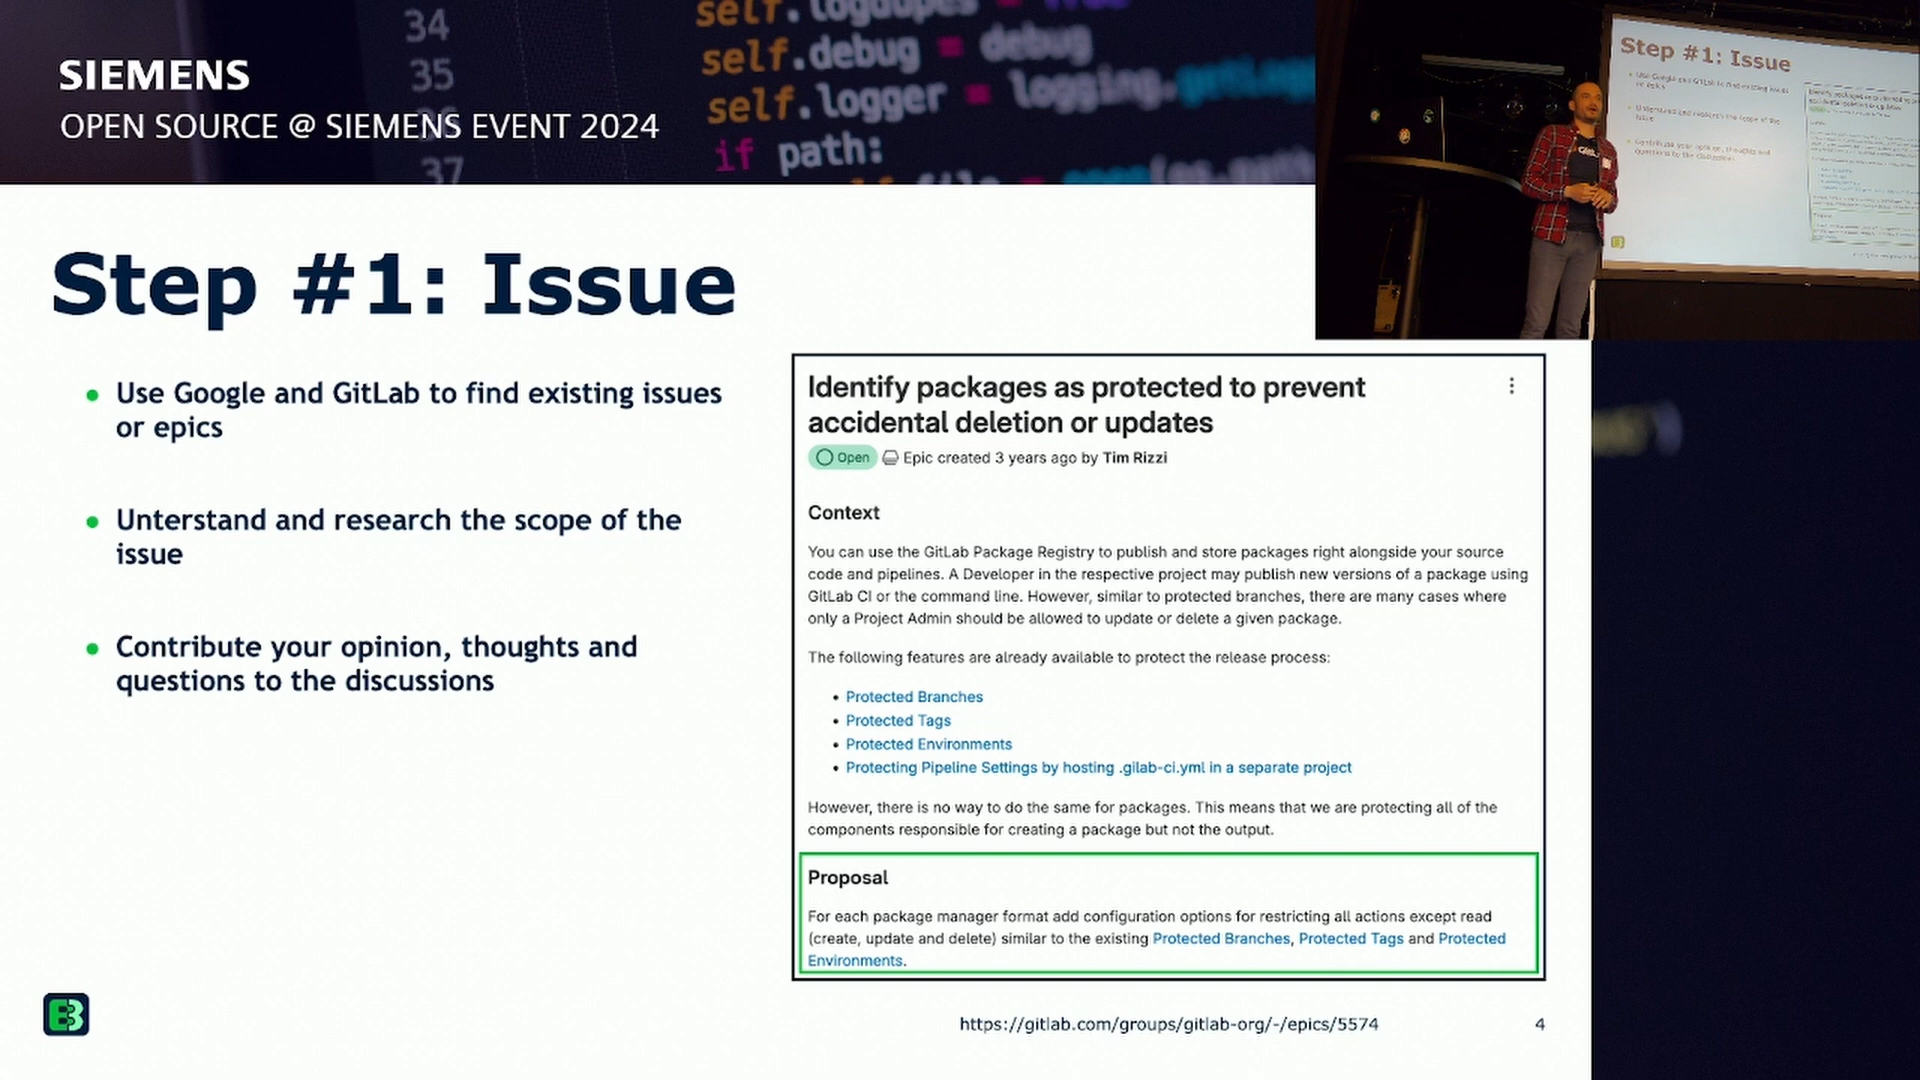 34
35
36
37
self.logdupes = True
self.debug = debug
self.logger = logging.getLogg
if path:
SIEMENS
OPEN SOURCE @ SIEMENS EVENT 2024
Step #1: Issue
Step #1: Issue
Use Google and GitLab to find existing issues
or epics
Unterstand and research the scope of the
issue
Contribute your opinion, thoughts and
questions to the discussions
Identify packages as protected to prevent
accidental deletion or updates
Open Epic created 3 years ago by Tim Rizzi
Context
You can use the GitLab Package Registry to publish and store packages right alongside your source
code and pipelines. A Developer in the respective project may publish new versions of a package using
GitLab CI or the command line. However, similar to protected branches, there are many cases where
only a Project Admin should be allowed to update or delete a given package.
The following features are already available to protect the release process:
Protected Branches
Protected Tags
Protected Environments
Protecting Pipeline Settings by hosting .gilab-ci.yml in a separate project
However, there is no way to do the same for packages. This means that we are protecting all of the
components responsible for creating a package but not the output.
Proposal
For each package manager format add configuration options for restricting all actions except read
(create, update and delete) similar to the existing Protected Branches, Protected Tags and Protected
Environments.
https://gitlab.com/groups/gitlab-org/-/epics/5574
4